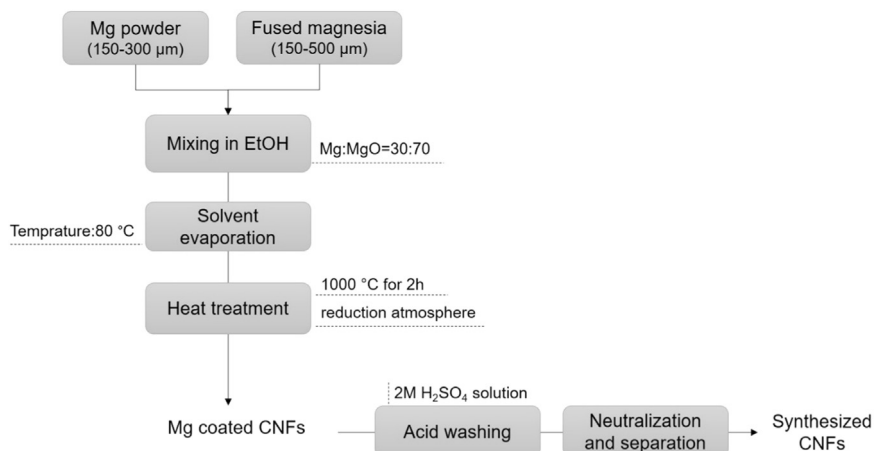 Mg powder
(150-300 µm)
Fused magnesia
(150-500 µm)
Mixing in EtOH
Mg:MgO=30:70
Solvent
evaporation
Temprature:80 °C
Heat treatment
1000 °C for 2h
reduction atmosphere
Mg coated CNFs
2M H₂SO₄ solution
Acid washing
Neutralization
and separation
Synthesized
CNFs